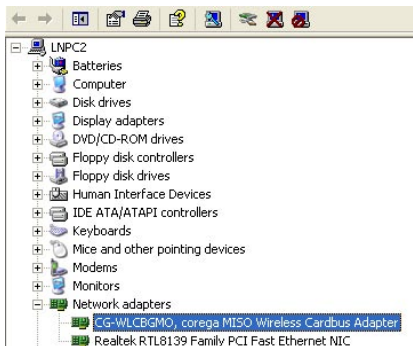 LNPC2
Batteries
Computer
Disk drives
Display adapters
DVD/CD-ROM drives
Floppy disk controllers
Floppy disk drives
Human Interface Devices
IDE ATA/ATAPI controllers
Keyboards
Mice and other pointing devices
Modems
Monitors
Network adapters
CG-WLCBGMO, corega MISO Wireless Cardbus Adapter
Realtek RTL8139 Family PCI Fast Ethernet NIC